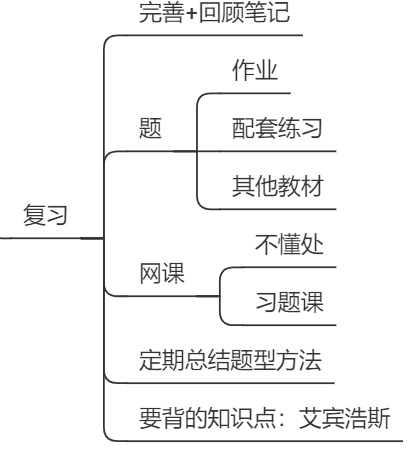 完善+回顾笔记
作业
题
配套练习
其他教材
复习
不懂处
网课
习题课
定期总结题型方法
要背的知识点：艾宾浩斯